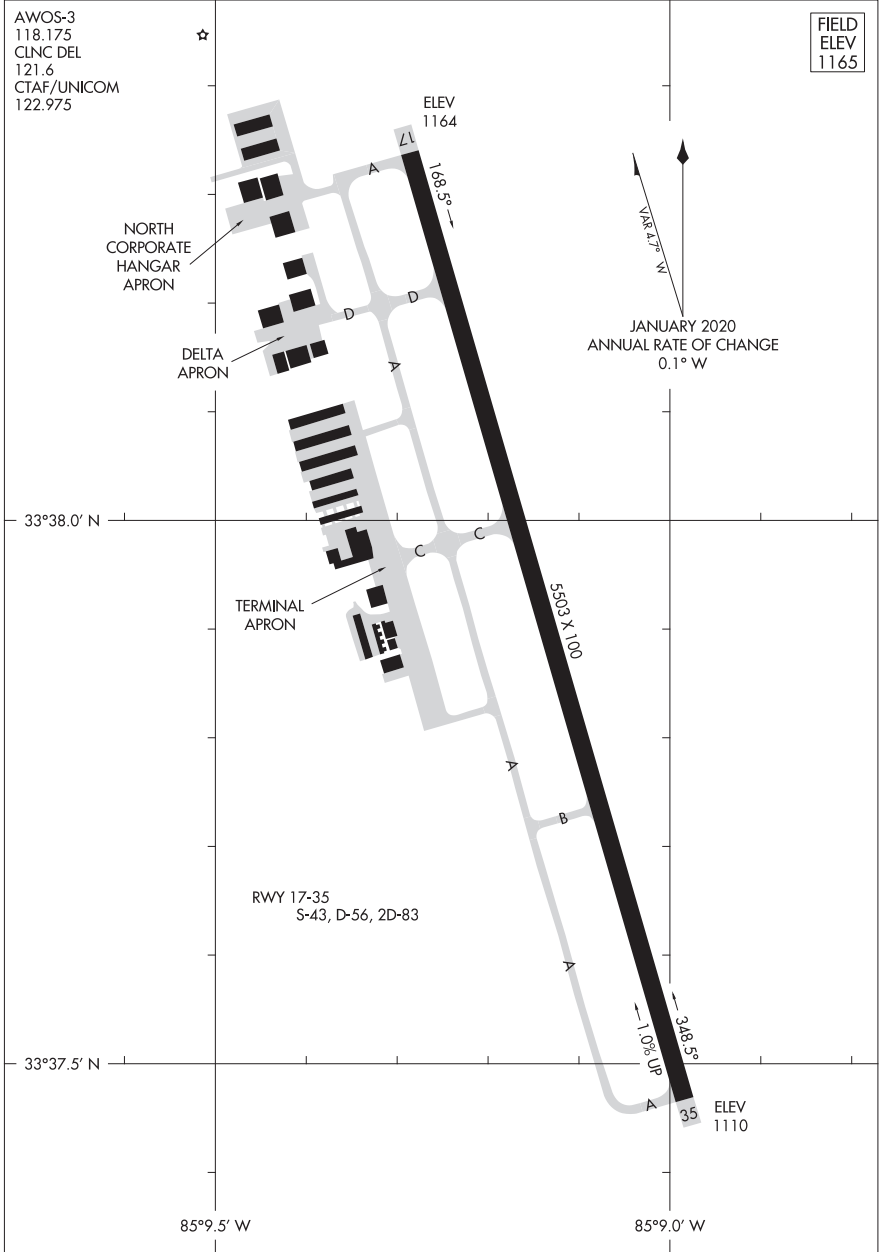 AWOS-3
118.175
CLNC DEL
121.6
CTAF/UNICOM
122.975
FIELD
ELEV
1165
ELEV
1164
17
A
168.5°
VAR 4.7° W
NORTH
CORPORATE
HANGAR
APRON
D
D
JANUARY 2020
ANNUAL RATE OF CHANGE
0.1° W
DELTA
APRON
A
33°38.0' N
C
C
5503 X 100
TERMINAL
APRON
A
B
RWY 17-35
S-43, D-56, 2D-83
A
348.5°
1.0% UP
33°37.5' N
A
35
ELEV
1110
85°9.5' W
85°9.0' W